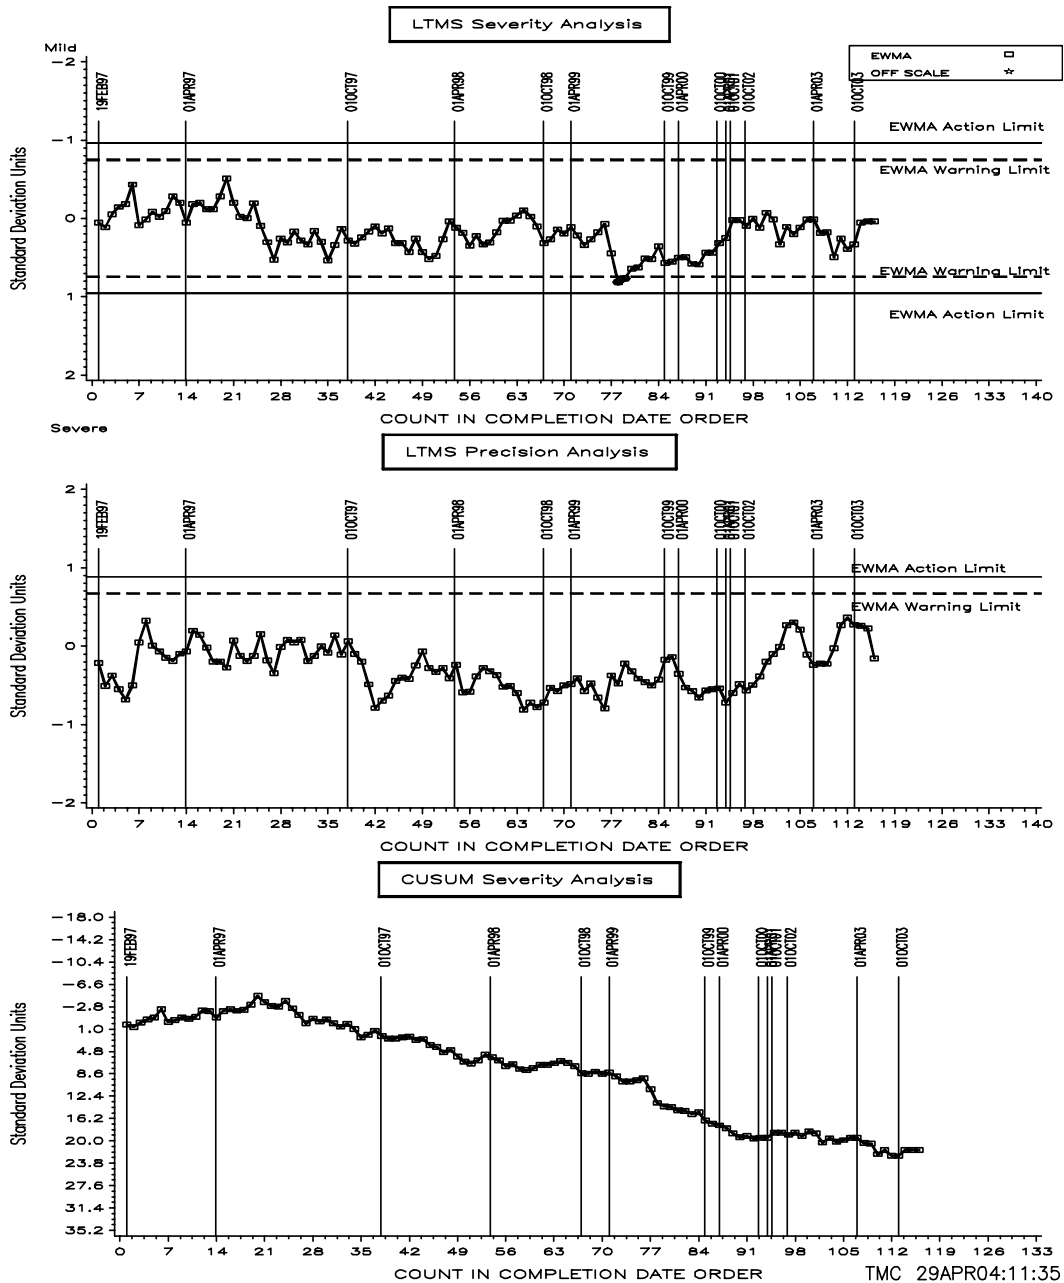 LTMS Severity Analysis
Mild
EWMA
OFF SCALE
-2
-1
0
1
2
Standard Deviation Units
19FEB97 01APR97 01OCT97 01APR98 01OCT98 01APR99 01OCT99 01APR00 01OCT00 01APR01 01OCT01 01OCT02 01APR03 01OCT03
EWMA Action Limit
EWMA Warning Limit
EWMA Warning Limit
EWMA Action Limit
0 7 14 21 28 35 42 49 56 63 70 77 84 91 98 105 112 119 126 133 140
COUNT IN COMPLETION DATE ORDER
Severe
LTMS Precision Analysis
2
1
0
-1
-2
Standard Deviation Units
19FEB97 01APR97 01OCT97 01APR98 01OCT98 01APR99 01OCT99 01APR00 01OCT00 01APR01 01OCT01 01OCT02 01APR03 01OCT03
EWMA Action Limit
EWMA Warning Limit
0 7 14 21 28 35 42 49 56 63 70 77 84 91 98 105 112 119 126 133 140
COUNT IN COMPLETION DATE ORDER
CUSUM Severity Analysis
-18.0
-14.2
-10.4
-6.6
-2.8
1.0
4.8
8.6
12.4
16.2
20.0
23.8
27.6
31.4
35.2
Standard Deviation Units
19FEB97 01APR97 01OCT97 01APR98 01OCT98 01APR99 01OCT99 01APR00 01OCT00 01APR01 01OCT01 01OCT02 01APR03 01OCT03
0 7 14 21 28 35 42 49 56 63 70 77 84 91 98 105 112 119 126 133
COUNT IN COMPLETION DATE ORDER
TMC 29APR04:11:35